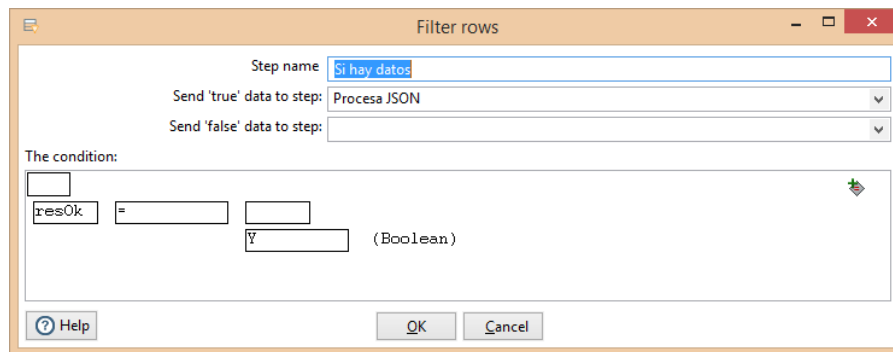 Filter rows
Step name Si hay datos
Send 'true' data to step: Procesa JSON
Send 'false' data to step:
The condition:
resOk = 
Y (Boolean)
Help OK Cancel